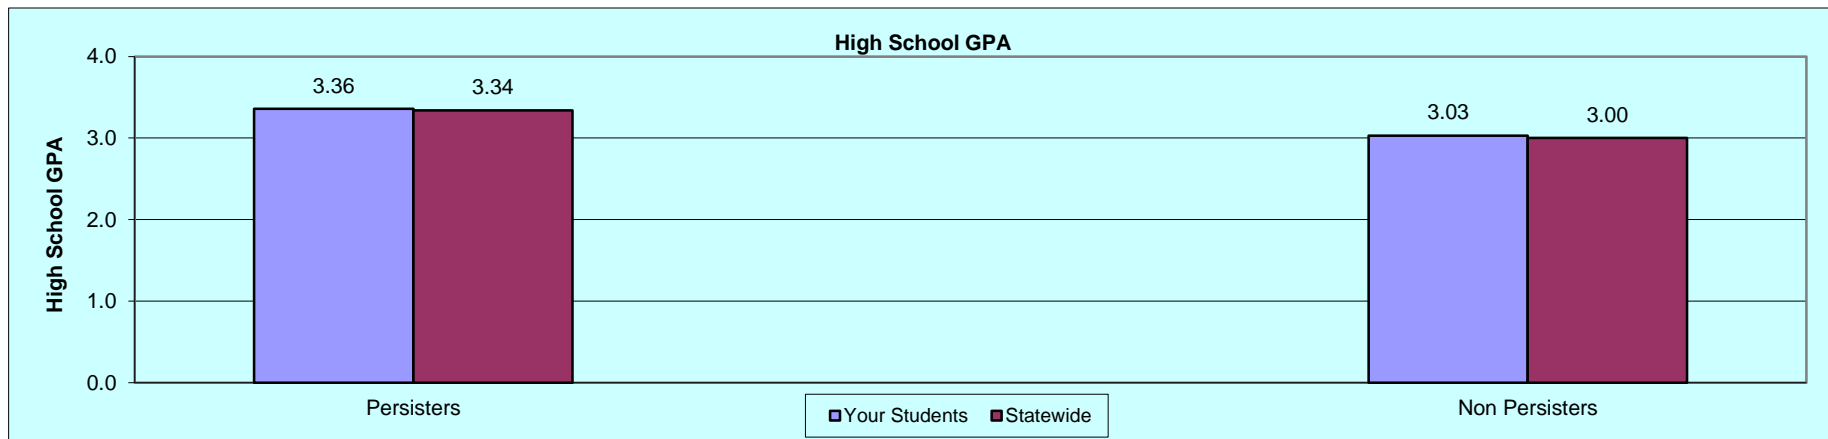 High School GPA
4.0
3.0
2.0
1.0
0.0
High School GPA
3.36
3.34
3.03
3.00
Persisters
Non Persisters
Your Students
Statewide